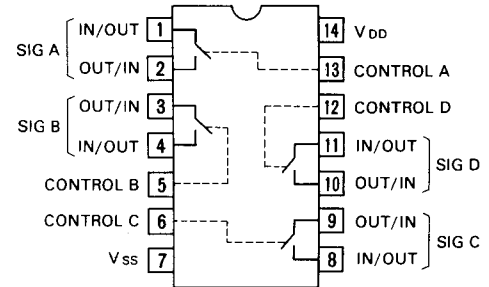 SIG A
IN/OUT 1
OUT/IN 2
SIG B
OUT/IN 3
IN/OUT 4
CONTROL B 5
CONTROL C 6
VSS 7
14 VDD
13 CONTROL A
12 CONTROL D
11 IN/OUT
10 OUT/IN
SIG D
9 OUT/IN
8 IN/OUT
SIG C